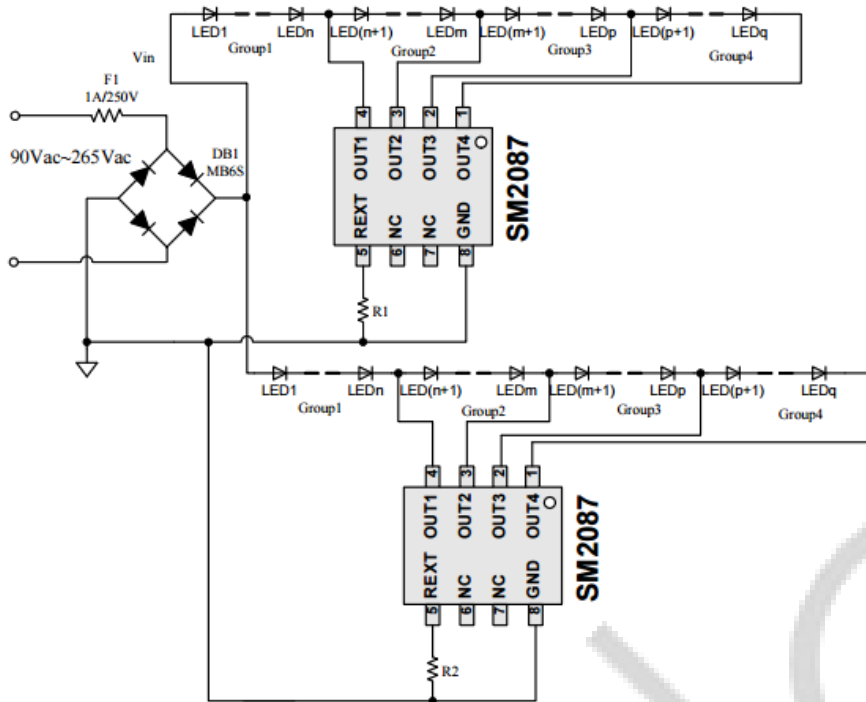 LED1 LEDn LED(n+1) LEDm LED(m+1) LEDp LED(p+1) LEDq
Group1 Group2 Group3 Group4
Vin
F1
1A/250V
90Vac~265Vac
DB1
MB6S
4 3 2 1
OUT1 OUT2 OUT3 OUT4
REXT NC NC GND
5 6 7 8
SM2087
R1
LED1 LEDn LED(n+1) LEDm LED(m+1) LEDp LED(p+1) LEDq
Group1 Group2 Group3 Group4
4 3 2 1
OUT1 OUT2 OUT3 OUT4
REXT NC NC GND
5 6 7 8
SM2087
R2